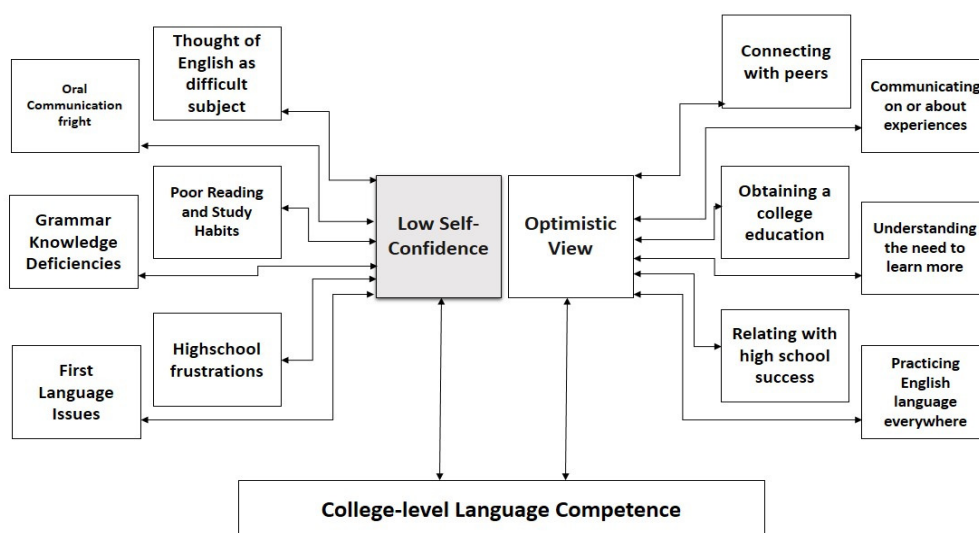 Thought of
English as
difficult
subject
Oral
Communication
fright
Poor Reading
and Study
Habits
Grammar
Knowledge
Deficiencies
Highschool
frustrations
First
Language
Issues
Low Self-
Confidence
Optimistic
View
Connecting
with peers
Communicating
on or about
experiences
Obtaining a
college
education
Understanding
the need to
learn more
Relating with
high school
success
Practicing
English
language
everywhere
College-level Language Competence